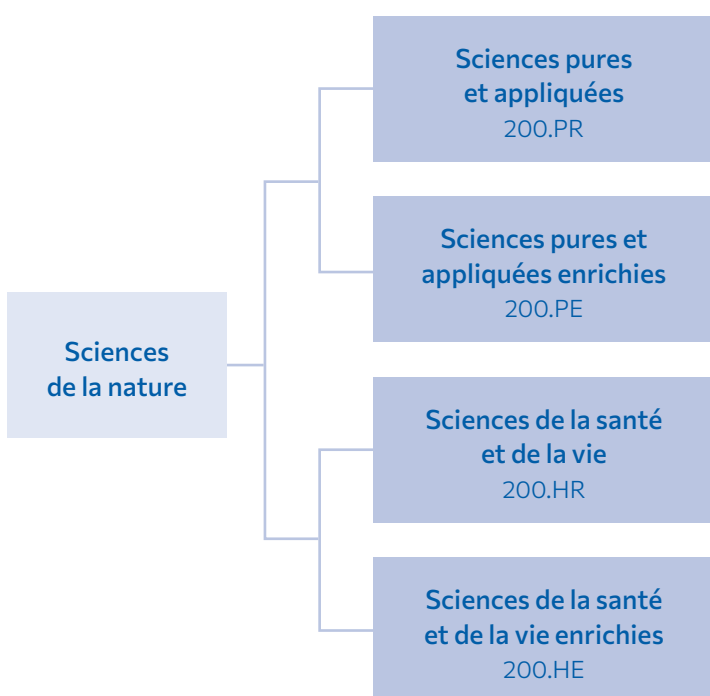 Sciences pures
et appliquées
200.PR
Sciences pures et
appliquées enrichies
200.PE
Sciences
de la nature
Sciences de la santé
et de la vie
200.HR
Sciences de la santé
et de la vie enrichies
200.HE